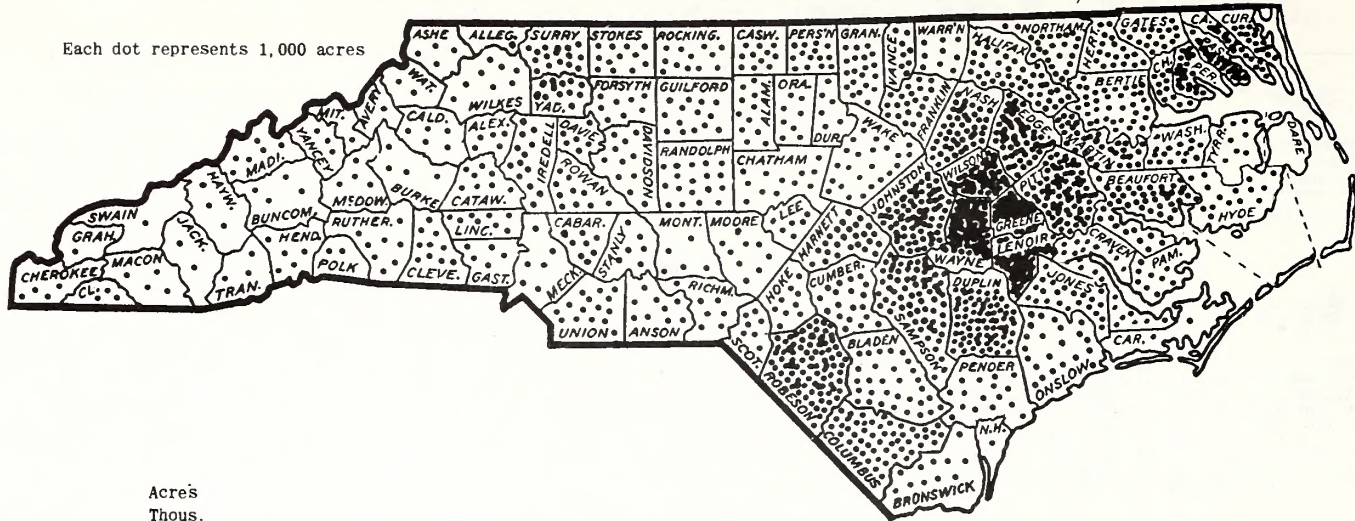 Each dot represents 1,000 acres
ASHE
ALLEG.
SURRY
STOKES
ROCKING.
CASW.
PERS'N
GRAN.
VANCE
WARR'N
HALIFAX
NORTHAM.
HERT.
GATES
CA.
CUR.
PAS.
PER.
CH.
BERTIE
WAT.
WILKES
YAD.
FORSYTH
GUILFORD
ALAM.
ORA.
DUR.
FRANKLIN
NASH
EDGE.
MARTIN
WASH.
TYR.
DARE
MIT.
AVERY
CALD.
ALEX.
IREDELL
DAVIE
DAVIDSON
RANDOLPH
CHATHAM
WAKE
WILSON
PITT
BEAUFORT
HYDE
YANCEY
MADI.
HAYW.
BUNCOM.
McDOW.
BURKE
CATAW.
ROWAN
JOHNSTON
GREENE
LENOIR
CRAVEN
PAM.
SWAIN
GRAH.
JACK.
RUTHER.
LINC.
CABAR.
STANLY
MONT.
MOORE
LEE
HARNETT
WAYNE
CHEROKEE
MACON
CL.
TRAN.
HEND.
POLK
CLEVE.
GAST.
MECK.
UNION
ANSON
RICHM.
HOKE
CUMBER.
SAMPSON
DUPLIN
JONES
CAR.
SCOT.
ROBESON
BLADEN
PENDER
ONSLOW
COLUMBUS
BRONSWICK
N.H.
Acres
Thous.